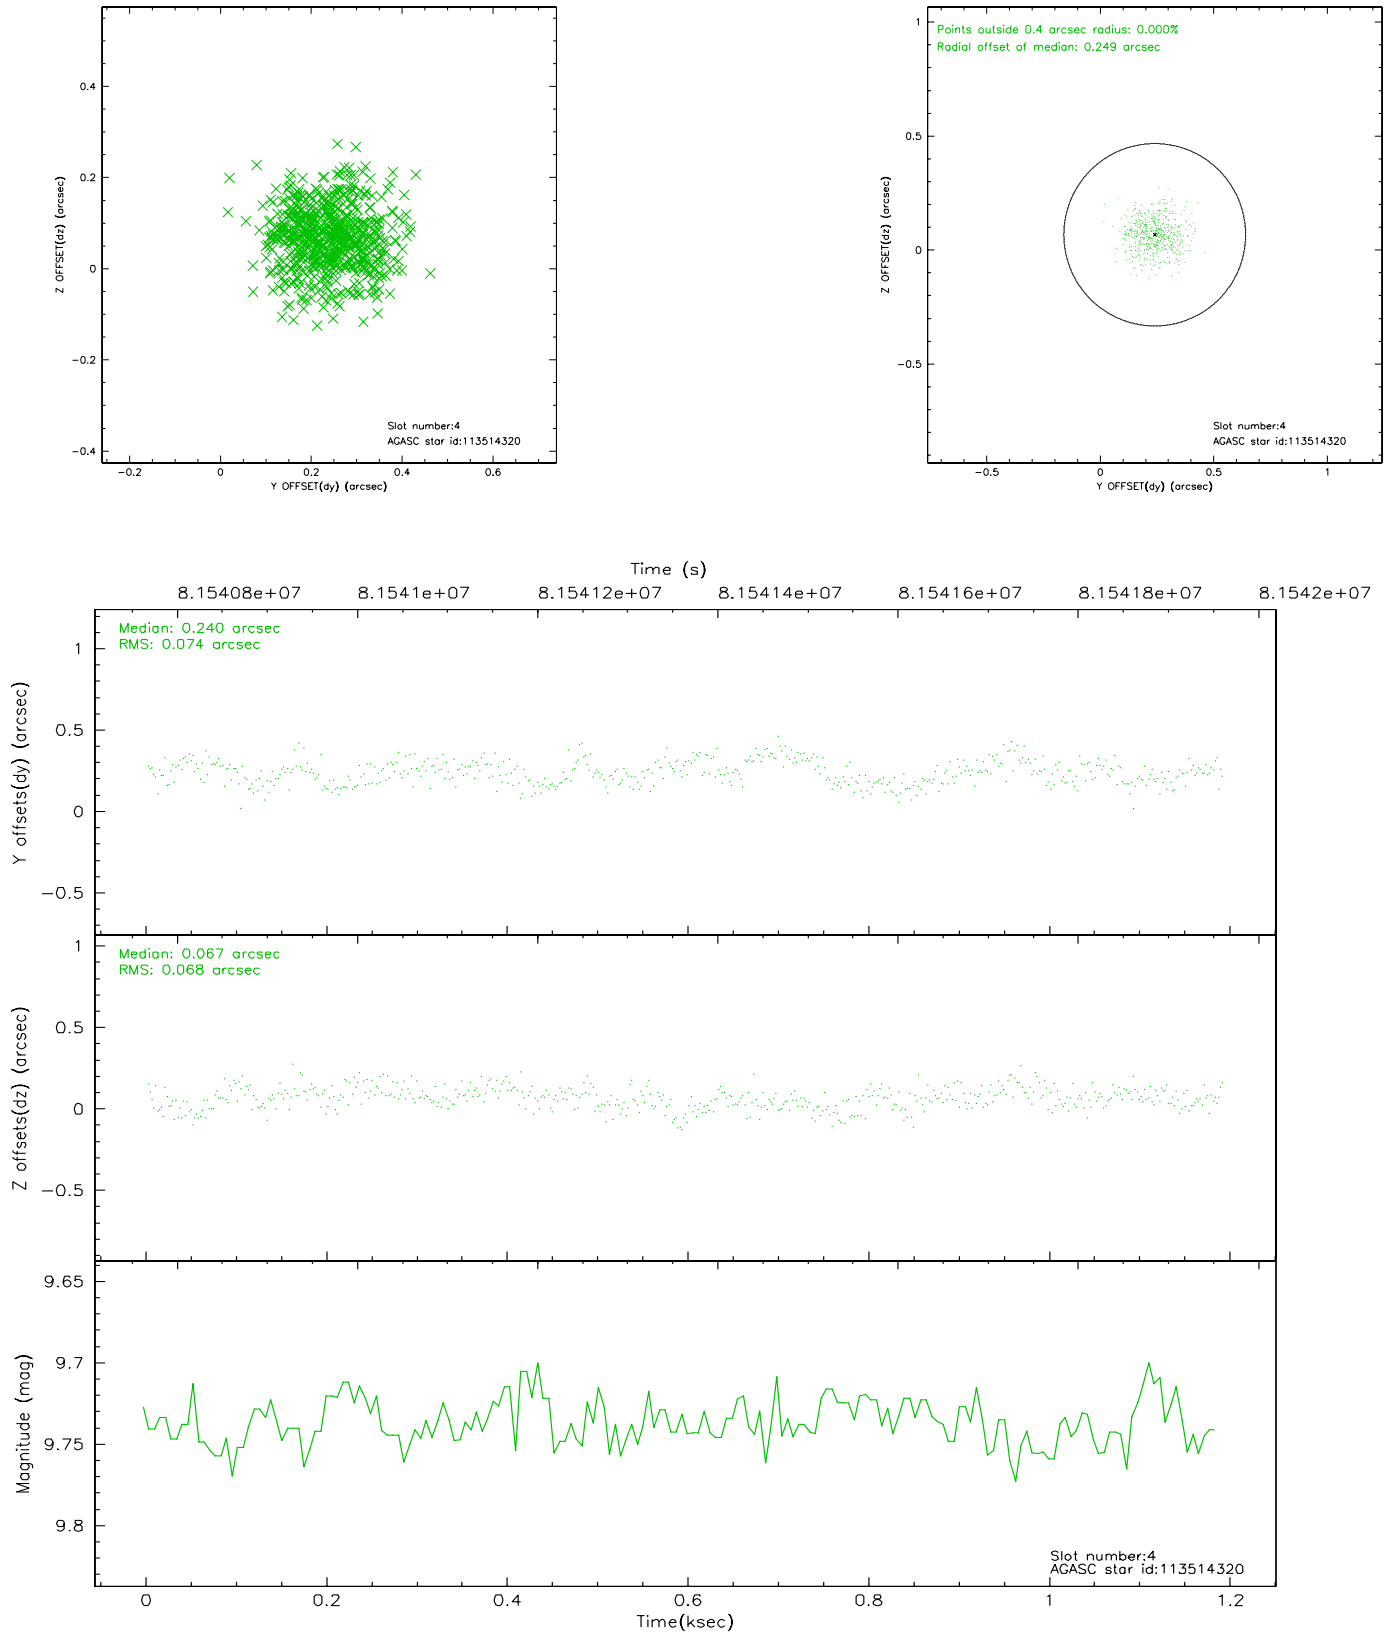 0.4
0.2
0
−0.2
−0.4
Z OFFSET(dz) (arcsec)
Slot number:4
AGASC star id:113514320
−0.2 0 0.2 0.4 0.6
Y OFFSET(dy) (arcsec)
Points outside 0.4 arcsec radius: 0.000%
Radial offset of median: 0.249 arcsec
1
0.5
0
−0.5
Z OFFSET(dz) (arcsec)
Slot number:4
AGASC star id:113514320
−0.5 0 0.5 1
Y OFFSET(dy) (arcsec)
Time (s)
8.15408e+07 8.1541e+07 8.15412e+07 8.15414e+07 8.15416e+07 8.15418e+07 8.1542e+07
Median: 0.240 arcsec
RMS: 0.074 arcsec
1
0.5
0
−0.5
Y offsets(dy) (arcsec)
Median: 0.067 arcsec
RMS: 0.068 arcsec
1
0.5
0
−0.5
Z offsets(dz) (arcsec)
9.65
9.7
9.75
9.8
Magnitude (mag)
Slot number:4
AGASC star id:113514320
0 0.2 0.4 0.6 0.8 1 1.2
Time(ksec)